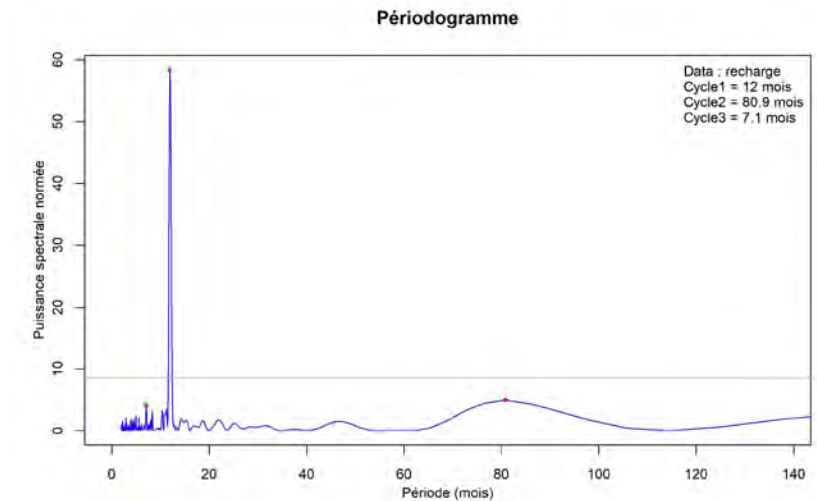 Périodogramme
Data : recharge
Cycle1 = 12 mois
Cycle2 = 80.9 mois
Cycle3 = 7.1 mois
Puissance spectrale normée
60
50
40
30
20
10
0
0 20 40 60 80 100 120 140
Période (mois)